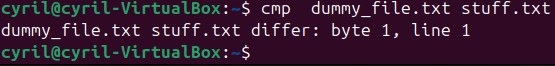 cyril@cyril-VirtualBox:~$ cmp  dummy_file.txt stuff.txt
dummy_file.txt stuff.txt differ: byte 1, line 1
cyril@cyril-VirtualBox:~$